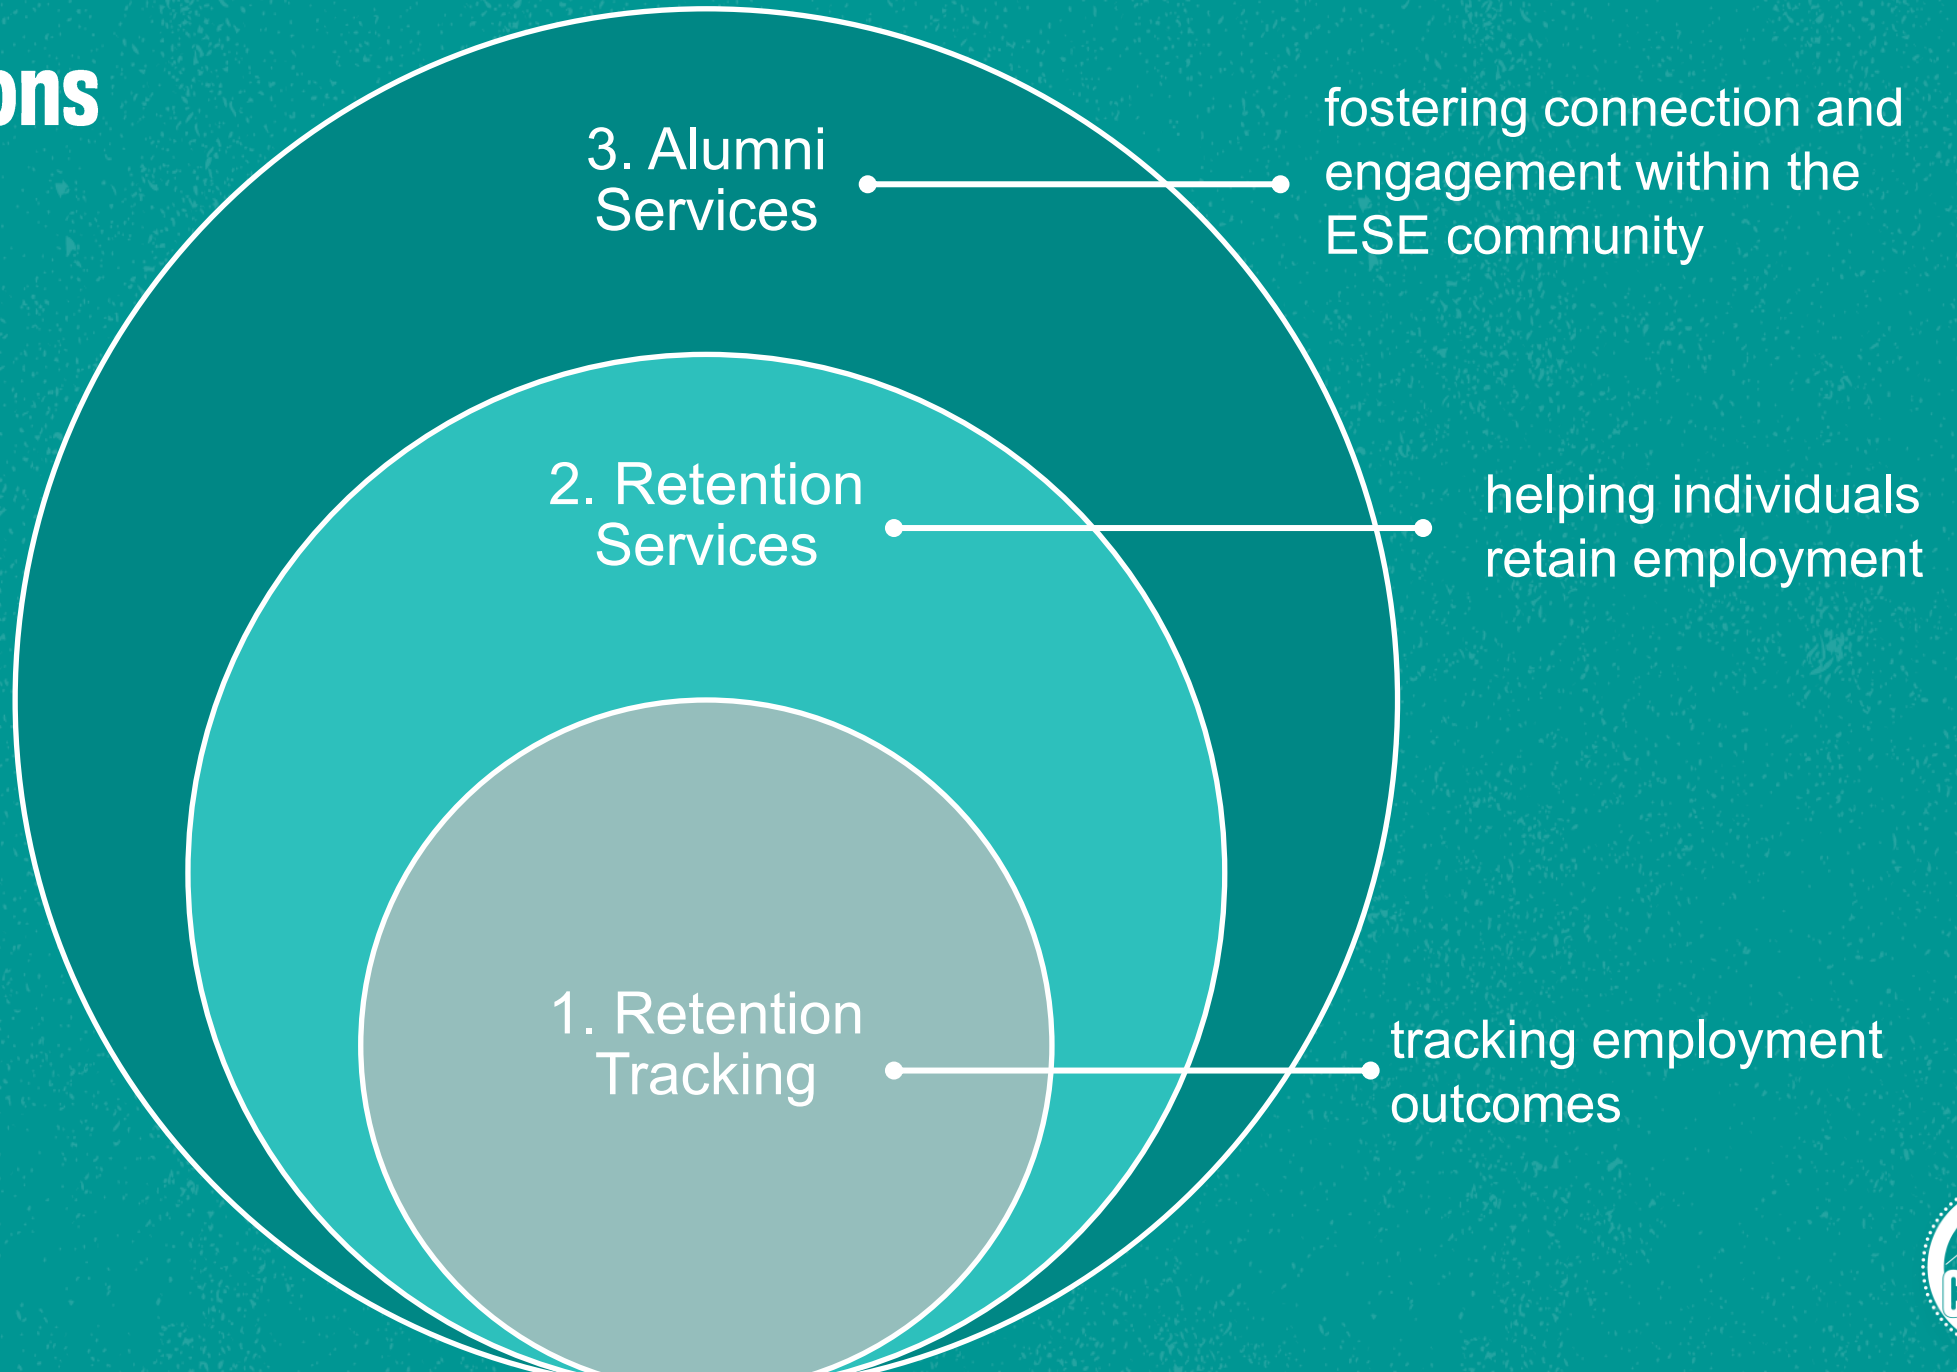 3. Alumni
Services
fostering connection and
engagement within the
ESE community
2. Retention
Services
helping individuals
retain employment
1. Retention
Tracking
tracking employment
outcomes